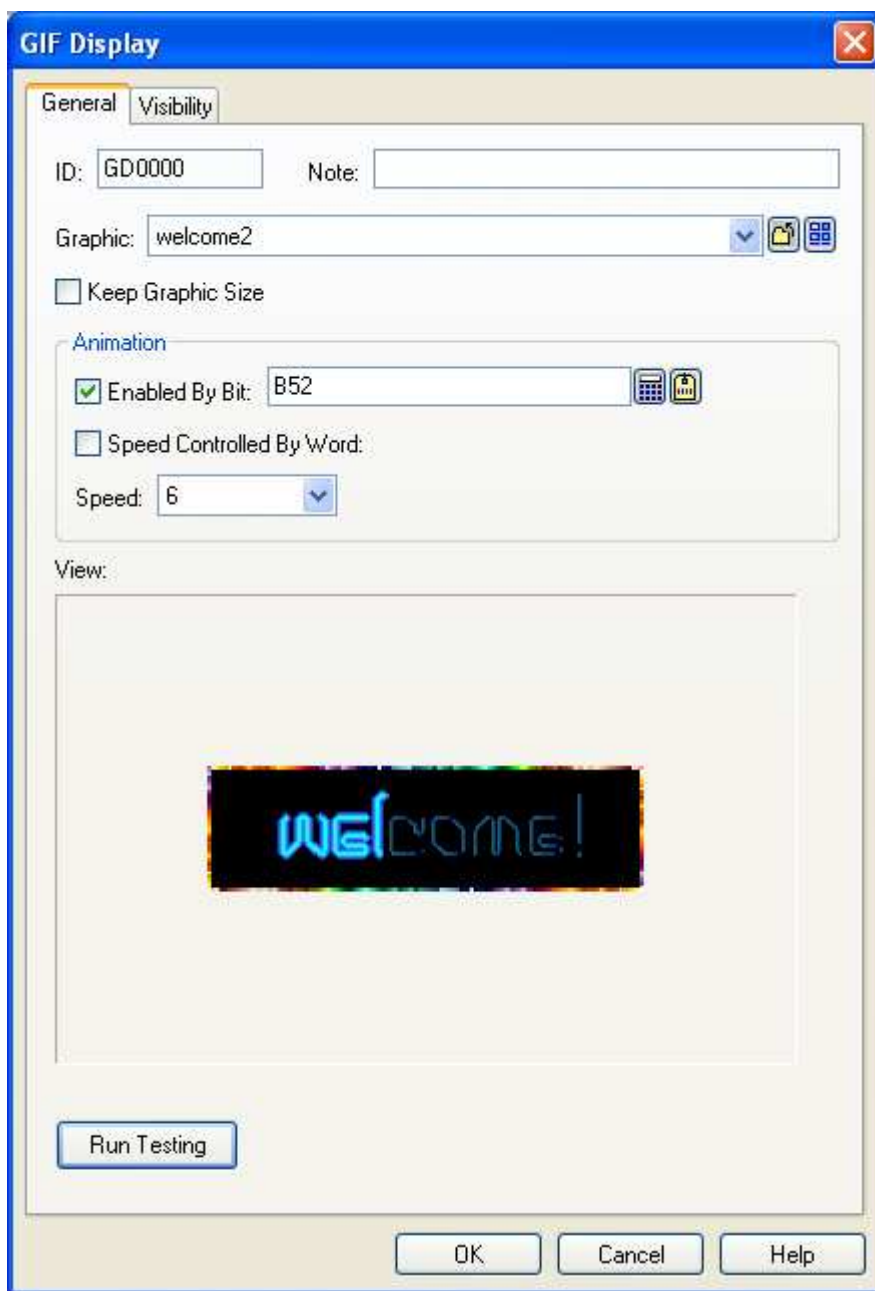 GIF Display
General Visibility
ID: GD0000 Note:
Graphic: welcome2
Keep Graphic Size
Animation
Enabled By Bit: B52
Speed Controlled By Word:
Speed: 6
View:
welcome!
Run Testing
OK Cancel Help